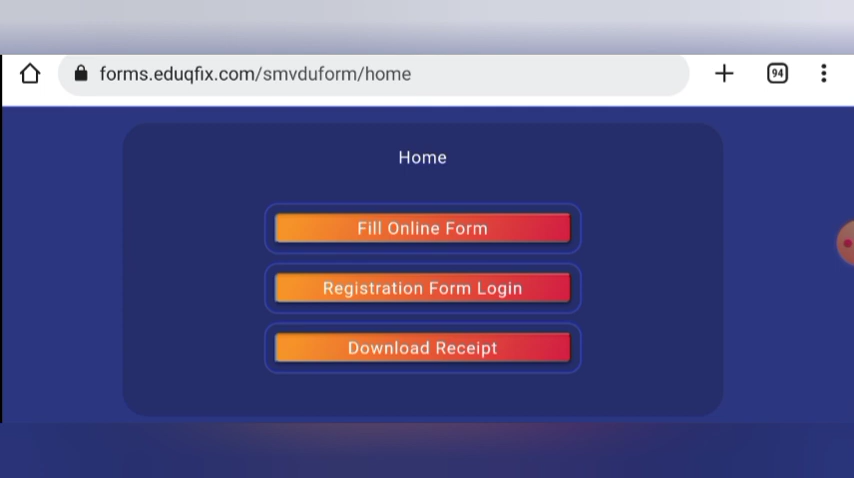 forms.eduqfix.com/smvduform/home
94
Home
Fill Online Form
Registration Form Login
Download Receipt